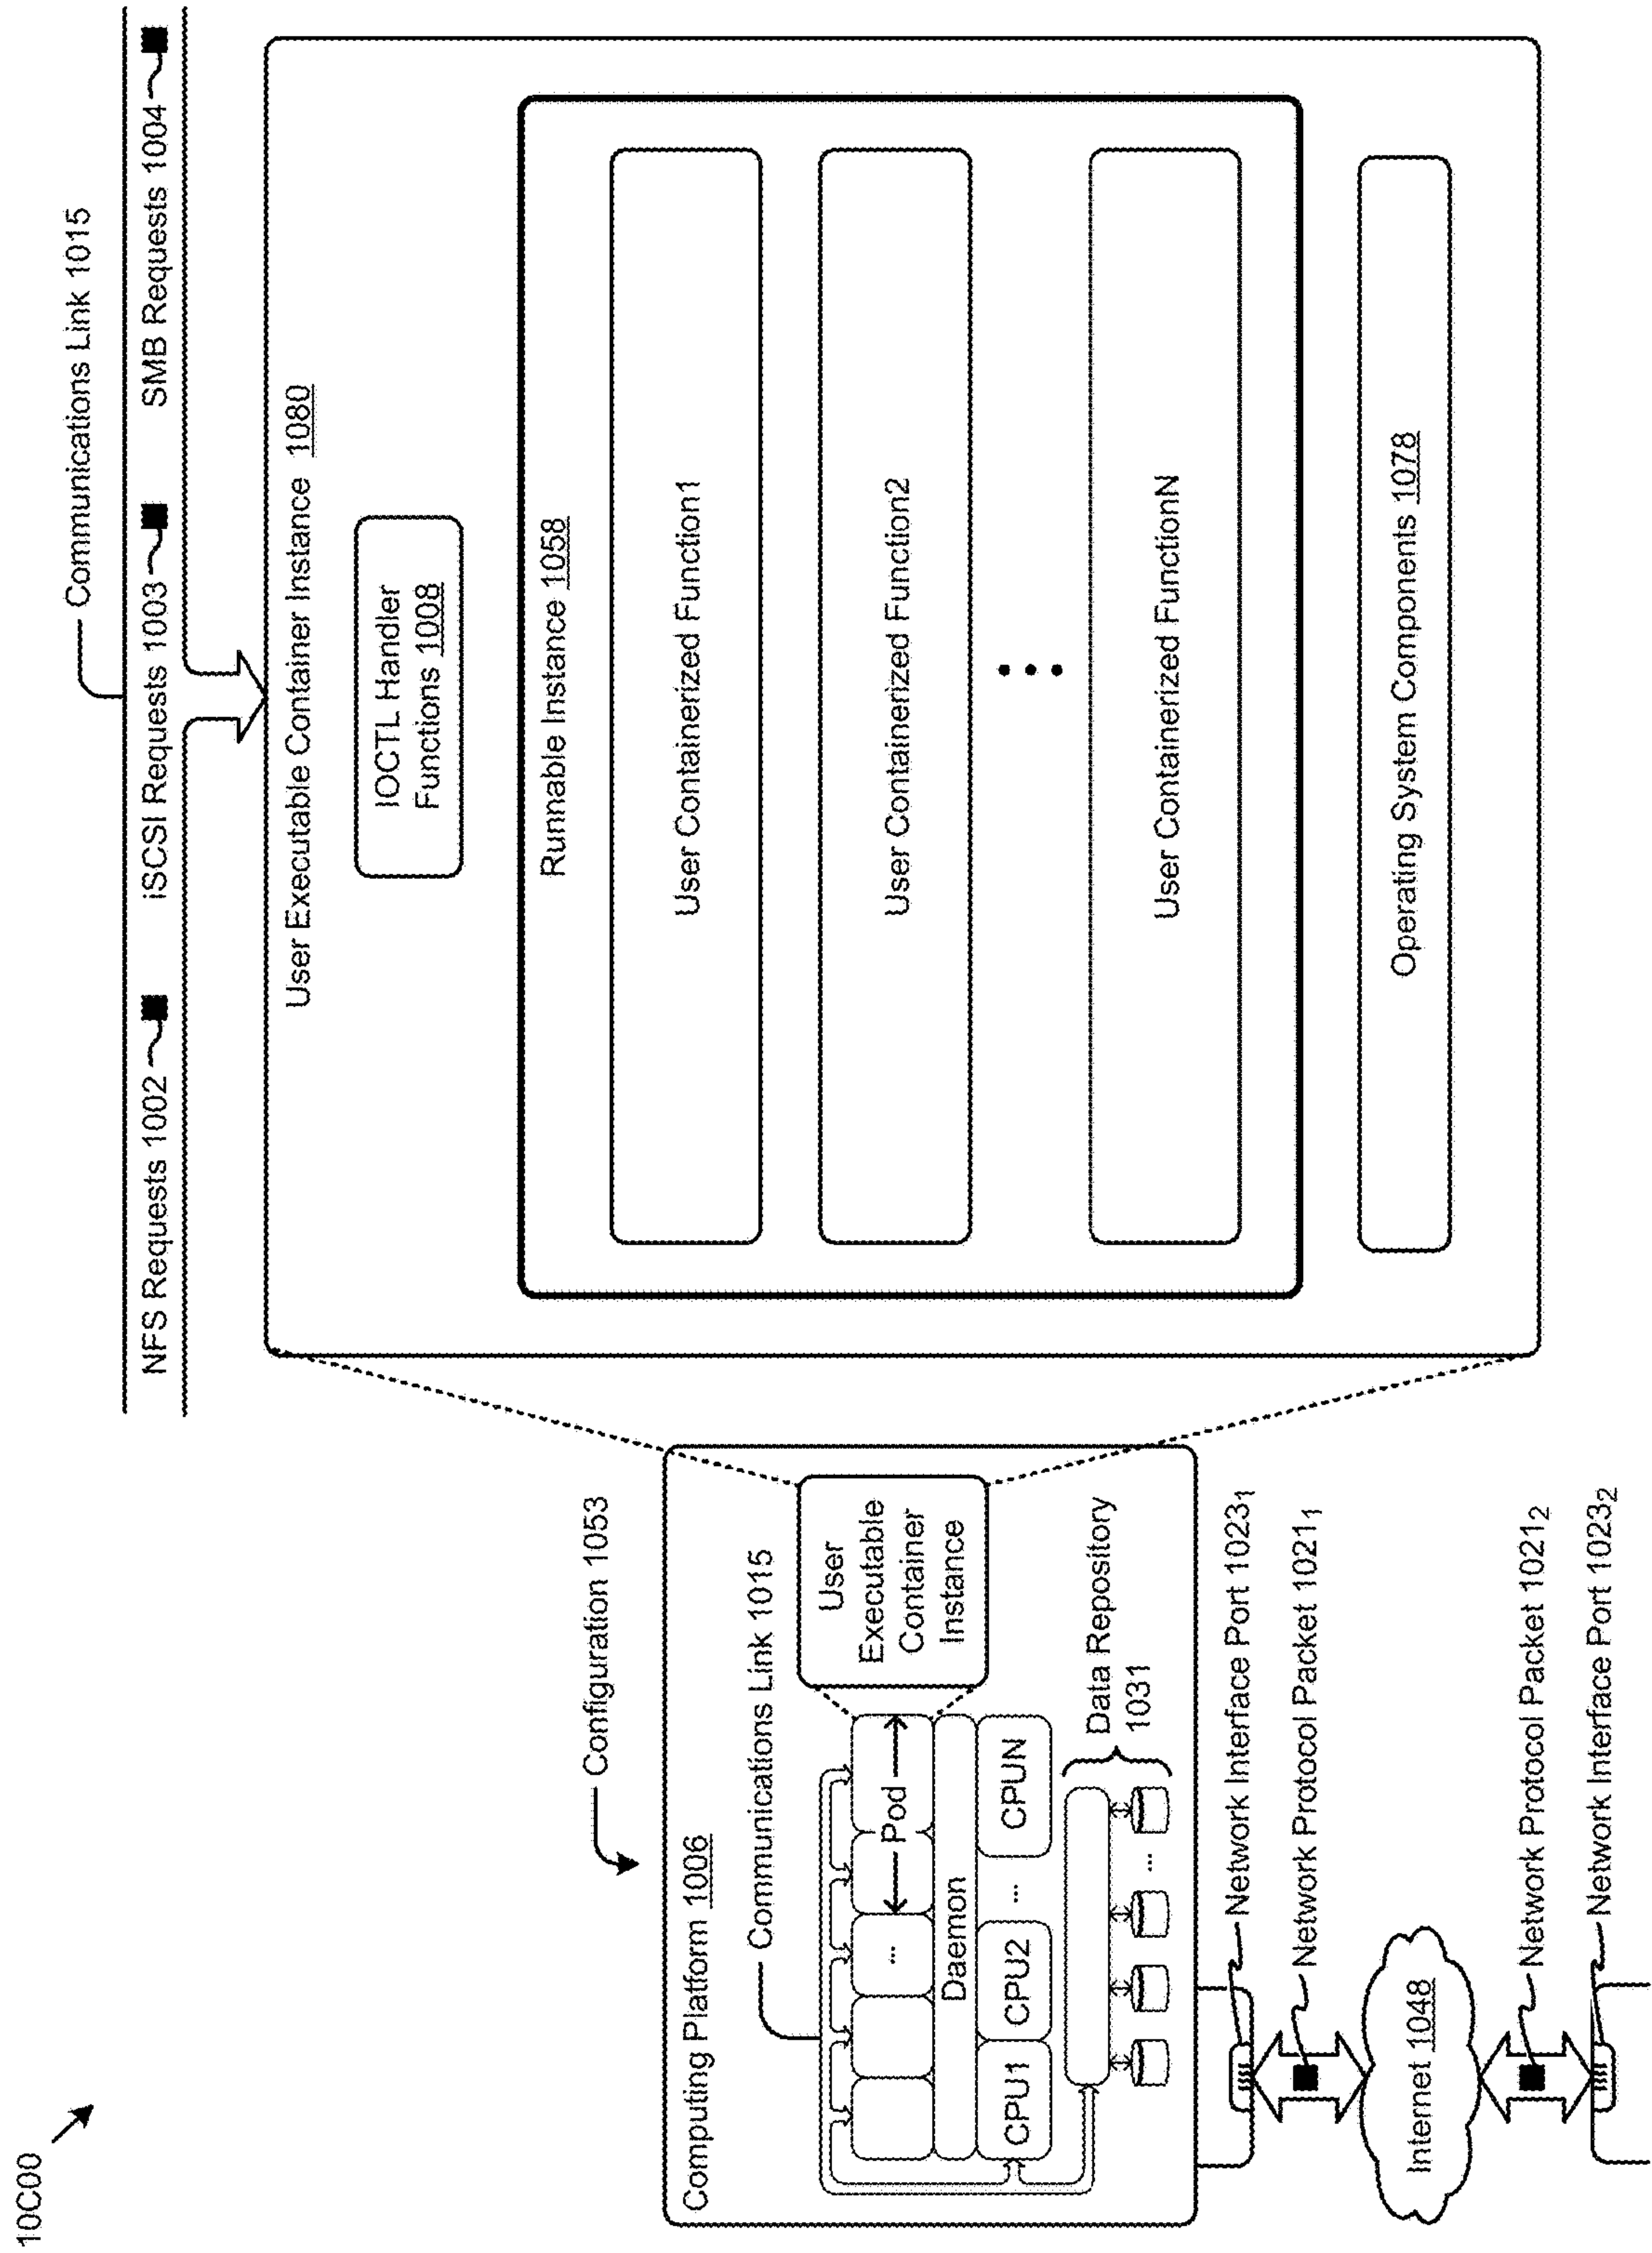 10C00
Communications Link 1015
NFS Requests 1002
iSCSI Requests 1003
SMB Requests 1004
User Executable Container Instance 1080
IOCTL Handler
Functions 1008
Runnable Instance 1058
User Containerized Function1
User Containerized Function2
User Containerized FunctionN
Operating System Components 1078
Configuration 1053
Computing Platform 1006
Communications Link 1015
User
Executable
Container
Instance
...
Pod
Daemon
CPU1
CPU2
...
CPUN
Data Repository
1031
...
Network Interface Port 1023₁
Network Protocol Packet 1021₁
Internet 1048
Network Protocol Packet 1021₂
Network Interface Port 1023₂